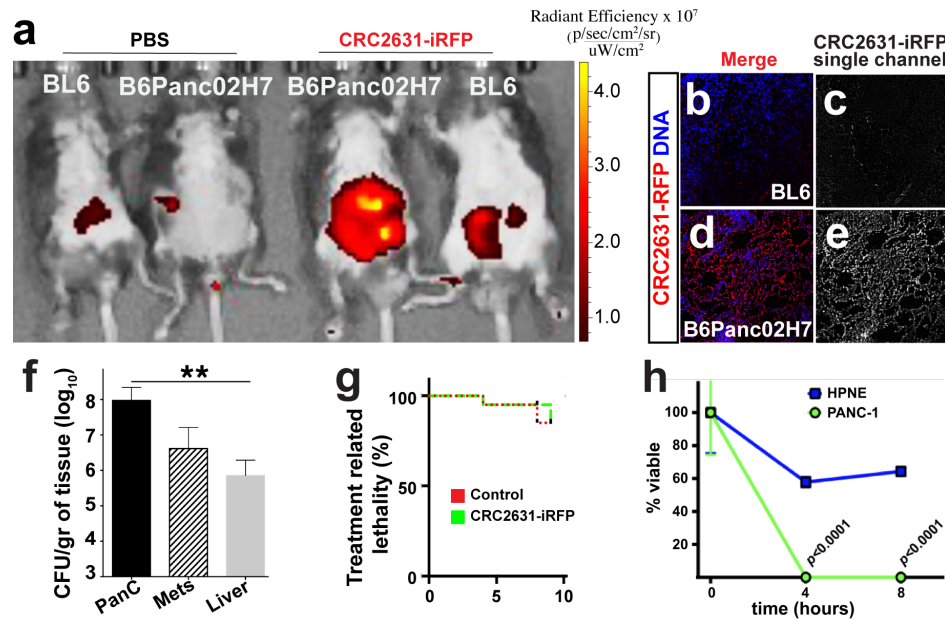 a
PBS
CRC2631-iRFP
BL6
B6Panc02H7
B6Panc02H7
BL6
Radiant Efficiency x 10⁷
(p/sec/cm²/sr)
uW/cm²
4.0
3.0
2.0
1.0
Merge
CRC2631-iRFP
single channel
CRC2631-RFP DNA
b
BL6
c
d
B6Panc02H7
e
f
CFU/gr of tissue (log₁₀)
8
7
6
5
4
3
**
PanC
Mets
Liver
g
Treatment related
lethality (%)
100
50
0
Control
CRC2631-iRFP
0
5
10
h
% viable
100
80
60
40
20
HPNE
PANC-1
p<0.0001
p<0.0001
0
4
8
time (hours)